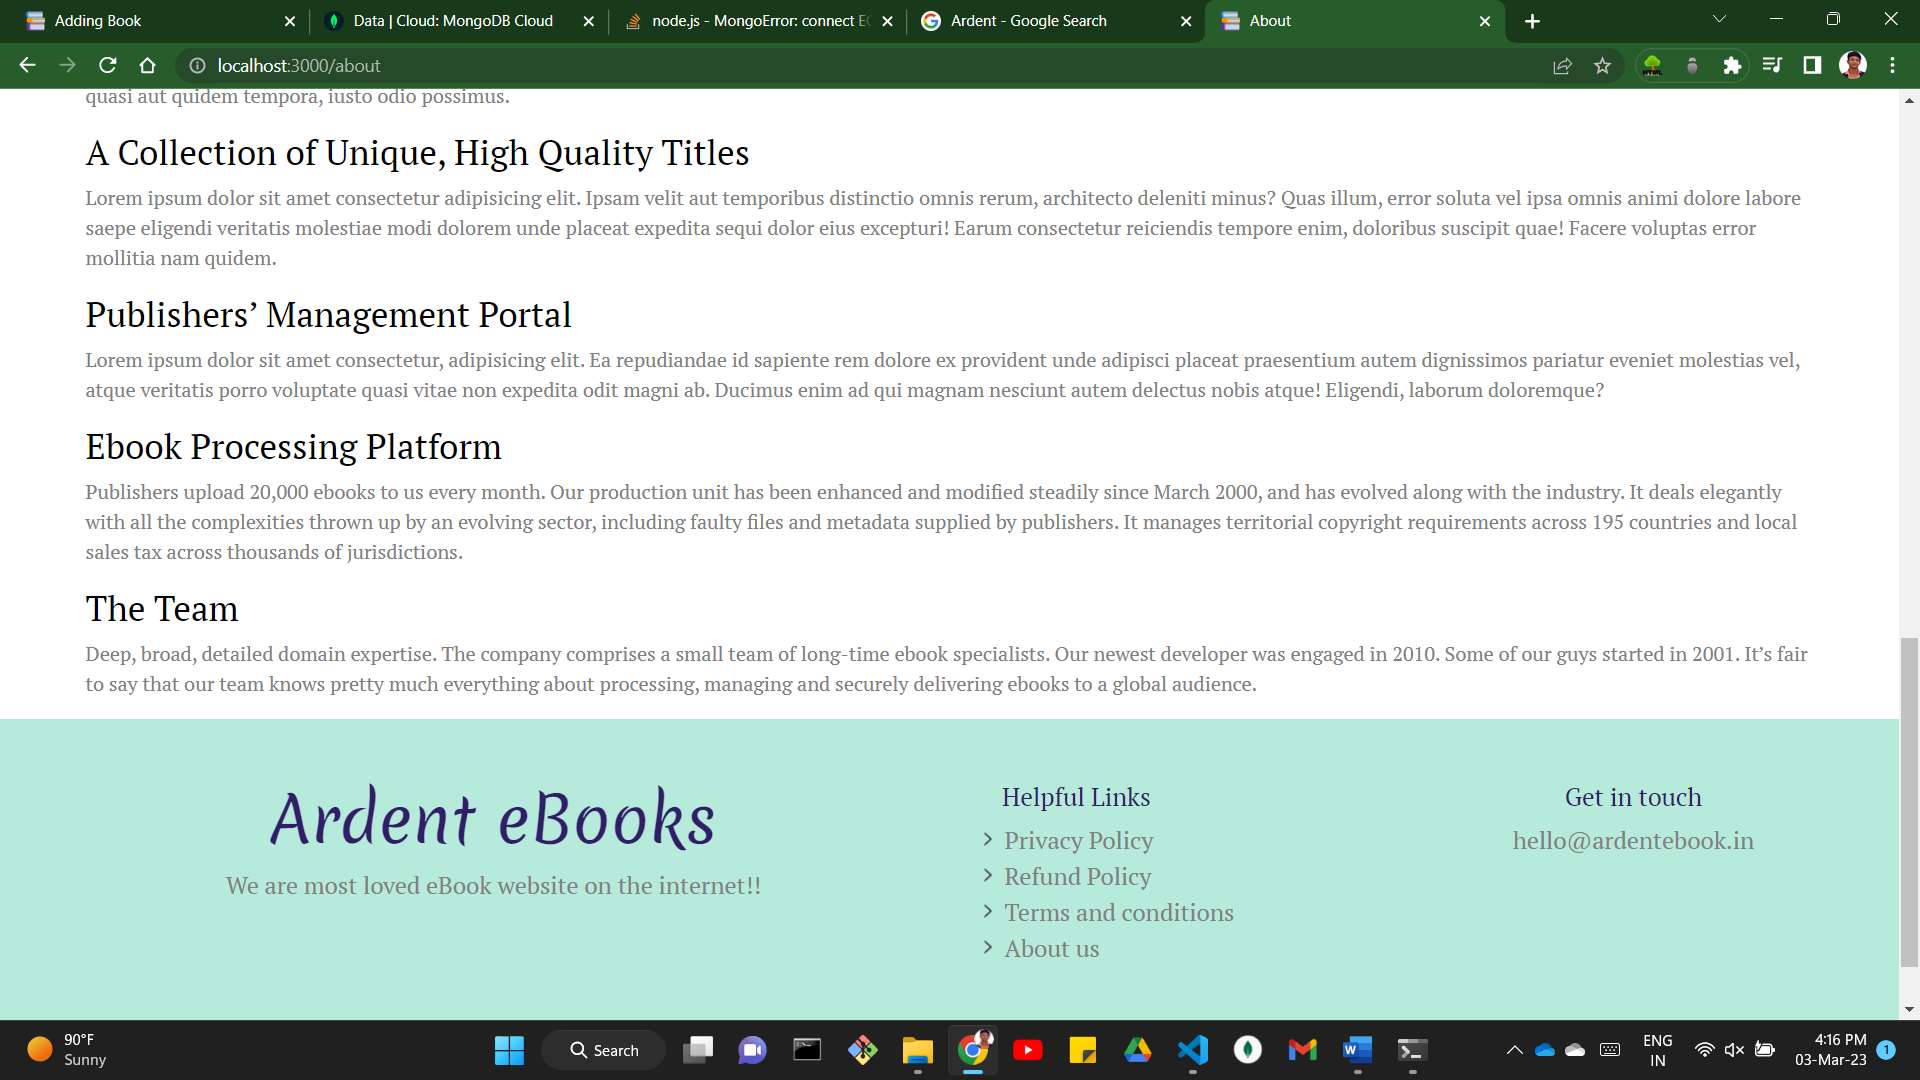 Adding Book
Data | Cloud: MongoDB Cloud
node.js - MongoError: connect EC
Ardent - Google Search
About
localhost:3000/about
quasi aut quidem tempora, iusto odio possimus.
A Collection of Unique, High Quality Titles
Lorem ipsum dolor sit amet consectetur adipisicing elit. Ipsam velit aut temporibus distinctio omnis rerum, architecto deleniti minus? Quas illum, error soluta vel ipsa omnis animi dolore labore
saepe eligendi veritatis molestiae modi dolorem unde placeat expedita sequi dolor eius excepturi! Earum consectetur reiciendis tempore enim, doloribus suscipit quae! Facere voluptas error
mollitia nam quidem.
Publishers’ Management Portal
Lorem ipsum dolor sit amet consectetur, adipisicing elit. Ea repudiandae id sapiente rem dolore ex provident unde adipisci placeat praesentium autem dignissimos pariatur eveniet molestias vel,
atque veritatis porro voluptate quasi vitae non expedita odit magni ab. Ducimus enim ad qui magnam nesciunt autem delectus nobis atque! Eligendi, laborum doloremque?
Ebook Processing Platform
Publishers upload 20,000 ebooks to us every month. Our production unit has been enhanced and modified steadily since March 2000, and has evolved along with the industry. It deals elegantly
with all the complexities thrown up by an evolving sector, including faulty files and metadata supplied by publishers. It manages territorial copyright requirements across 195 countries and local
sales tax across thousands of jurisdictions.
The Team
Deep, broad, detailed domain expertise. The company comprises a small team of long-time ebook specialists. Our newest developer was engaged in 2010. Some of our guys started in 2001. It’s fair
to say that our team knows pretty much everything about processing, managing and securely delivering ebooks to a global audience.
Ardent eBooks
We are most loved eBook website on the internet!!
Helpful Links
Privacy Policy
Refund Policy
Terms and conditions
About us
Get in touch
hello@ardentebook.in
90°F
Sunny
Search
ENG
IN
4:16 PM
03-Mar-23
1